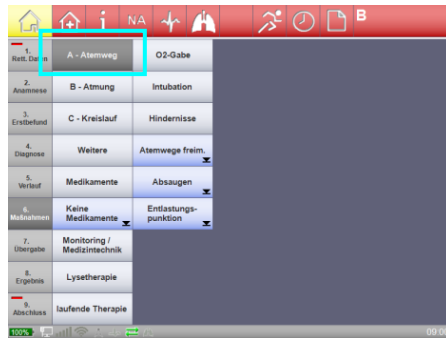 i NA B
1.
Rett. Daten
A - Atemweg
O2-Gabe
2.
Anamnese
B - Atmung
Intubation
3.
Erstbefund
C - Kreislauf
Hindernisse
4.
Diagnose
Weitere
Atemwege freim.
5.
Verlauf
Medikamente
Absaugen
6.
Maßnahmen
Keine
Medikamente
Entlastungs-
punktion
7.
Übergabe
Monitoring /
Medizintechnik
8.
Ergebnis
Lysetherapie
9.
Abschluss
laufende Therapie
100%